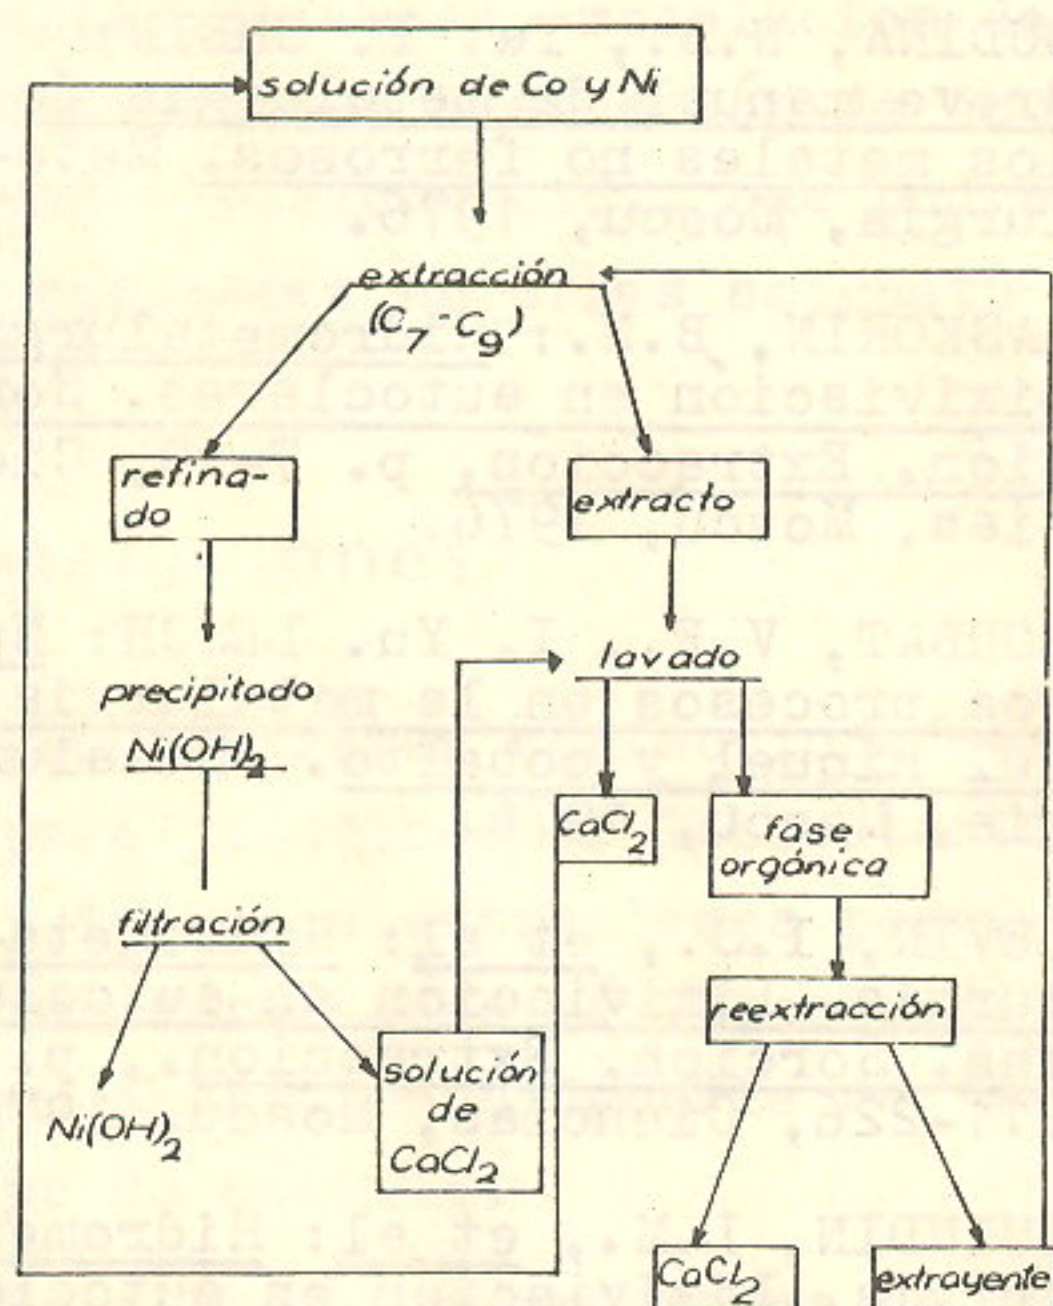 solución de Co y Ni
extracción
(C7-C9)
refina-
do
extracto
precipitado
Ni(OH)2
lavado
CaCl2
fase
orgánica
filtración
reextracción
Ni(OH)2
solución
de
CaCl2
CaCl2
extrayente